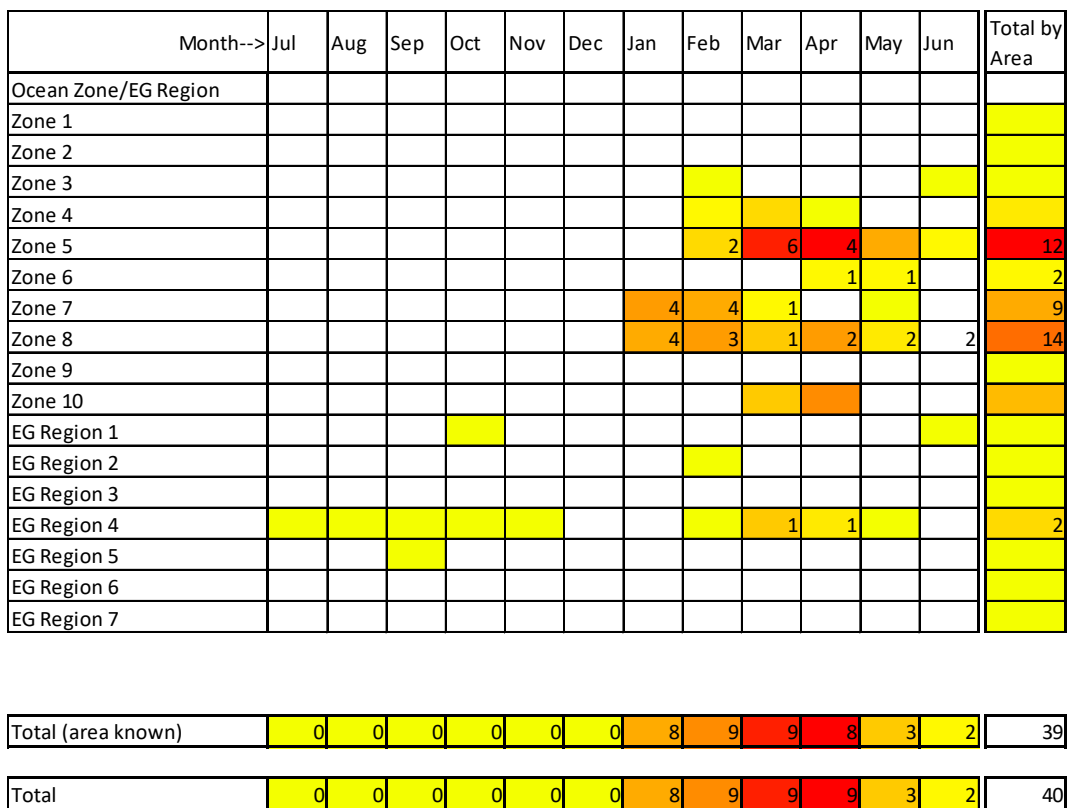 Month--> Jul Aug Sep Oct Nov Dec Jan Feb Mar Apr May Jun Total by Area
Ocean Zone/EG Region
Zone 1
Zone 2
Zone 3
Zone 4
Zone 5 2 6 4 12
Zone 6 1 1 2
Zone 7 4 4 1 9
Zone 8 4 3 1 2 2 2 14
Zone 9
Zone 10
EG Region 1
EG Region 2
EG Region 3
EG Region 4 1 1 2
EG Region 5
EG Region 6
EG Region 7
Total (area known) 0 0 0 0 0 0 8 9 9 8 3 2 39
Total 0 0 0 0 0 0 8 9 9 9 3 2 40